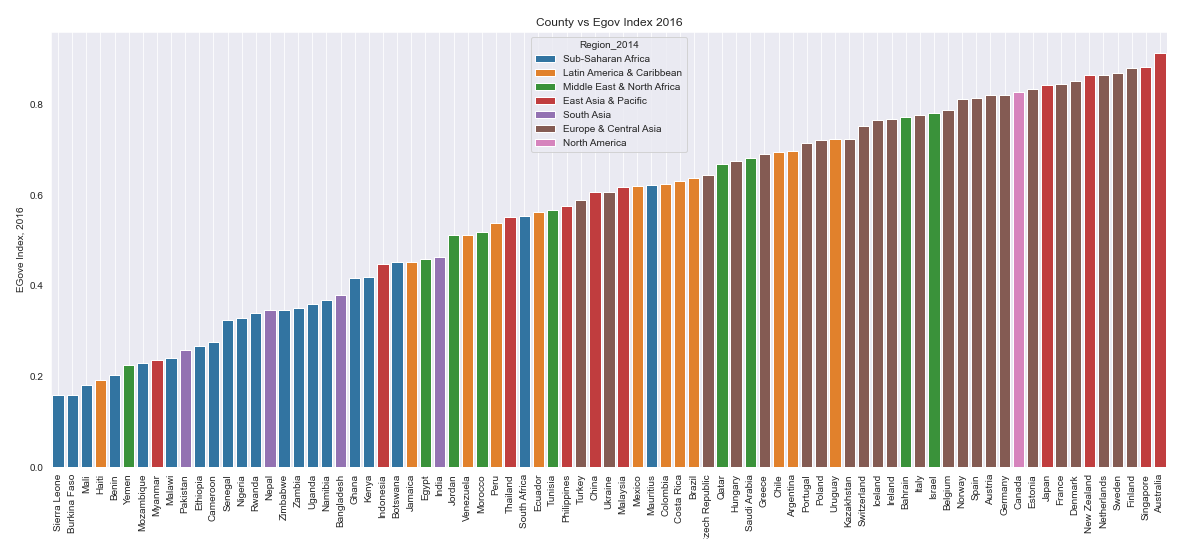 County vs Egov Index 2016
Region_2014
Sub-Saharan Africa
Latin America & Caribbean
Middle East & North Africa
East Asia & Pacific
South Asia
Europe & Central Asia
North America
EGove Index, 2016
0.8
0.6
0.4
0.2
0.0
Sierra Leone
Burkina Faso
Mali
Haiti
Benin
Yemen
Mozambique
Myanmar
Malawi
Pakistan
Ethiopia
Cameroon
Senegal
Nigeria
Rwanda
Nepal
Zimbabwe
Zambia
Uganda
Namibia
Bangladesh
Ghana
Kenya
Indonesia
Botswana
Jamaica
Egypt
India
Jordan
Venezuela
Morocco
Peru
Thailand
South Africa
Ecuador
Tunisia
Philippines
Turkey
China
Ukraine
Malaysia
Mexico
Mauritius
Colombia
Costa Rica
Brazil
zech Republic
Qatar
Hungary
Saudi Arabia
Greece
Chile
Argentina
Portugal
Poland
Uruguay
Kazakhstan
Switzerland
Iceland
Ireland
Bahrain
Italy
Israel
Belgium
Norway
Spain
Austria
Germany
Canada
Estonia
Japan
France
Denmark
New Zealand
Netherlands
Sweden
Finland
Singapore
Australia